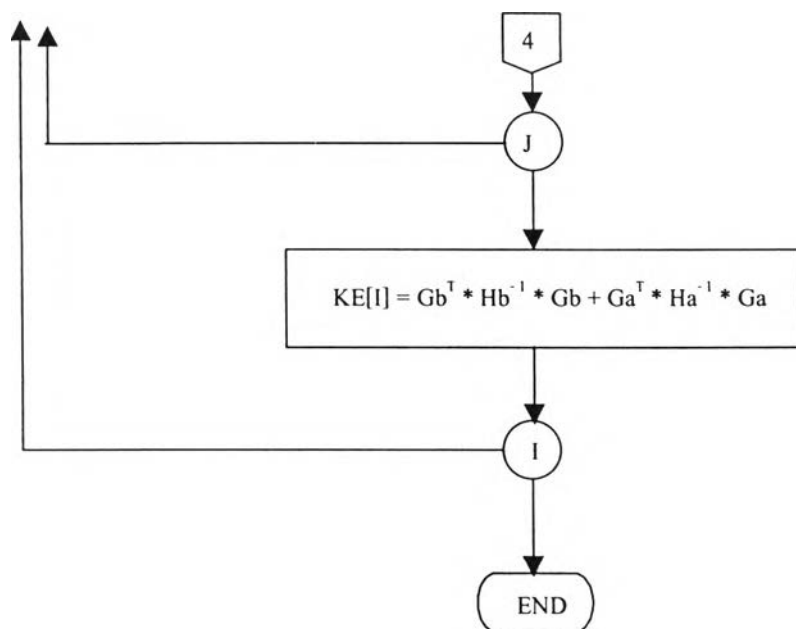 4
J
KE[I] = Gb^T * Hb^-1 * Gb + Ga^T * Ha^-1 * Ga
I
END